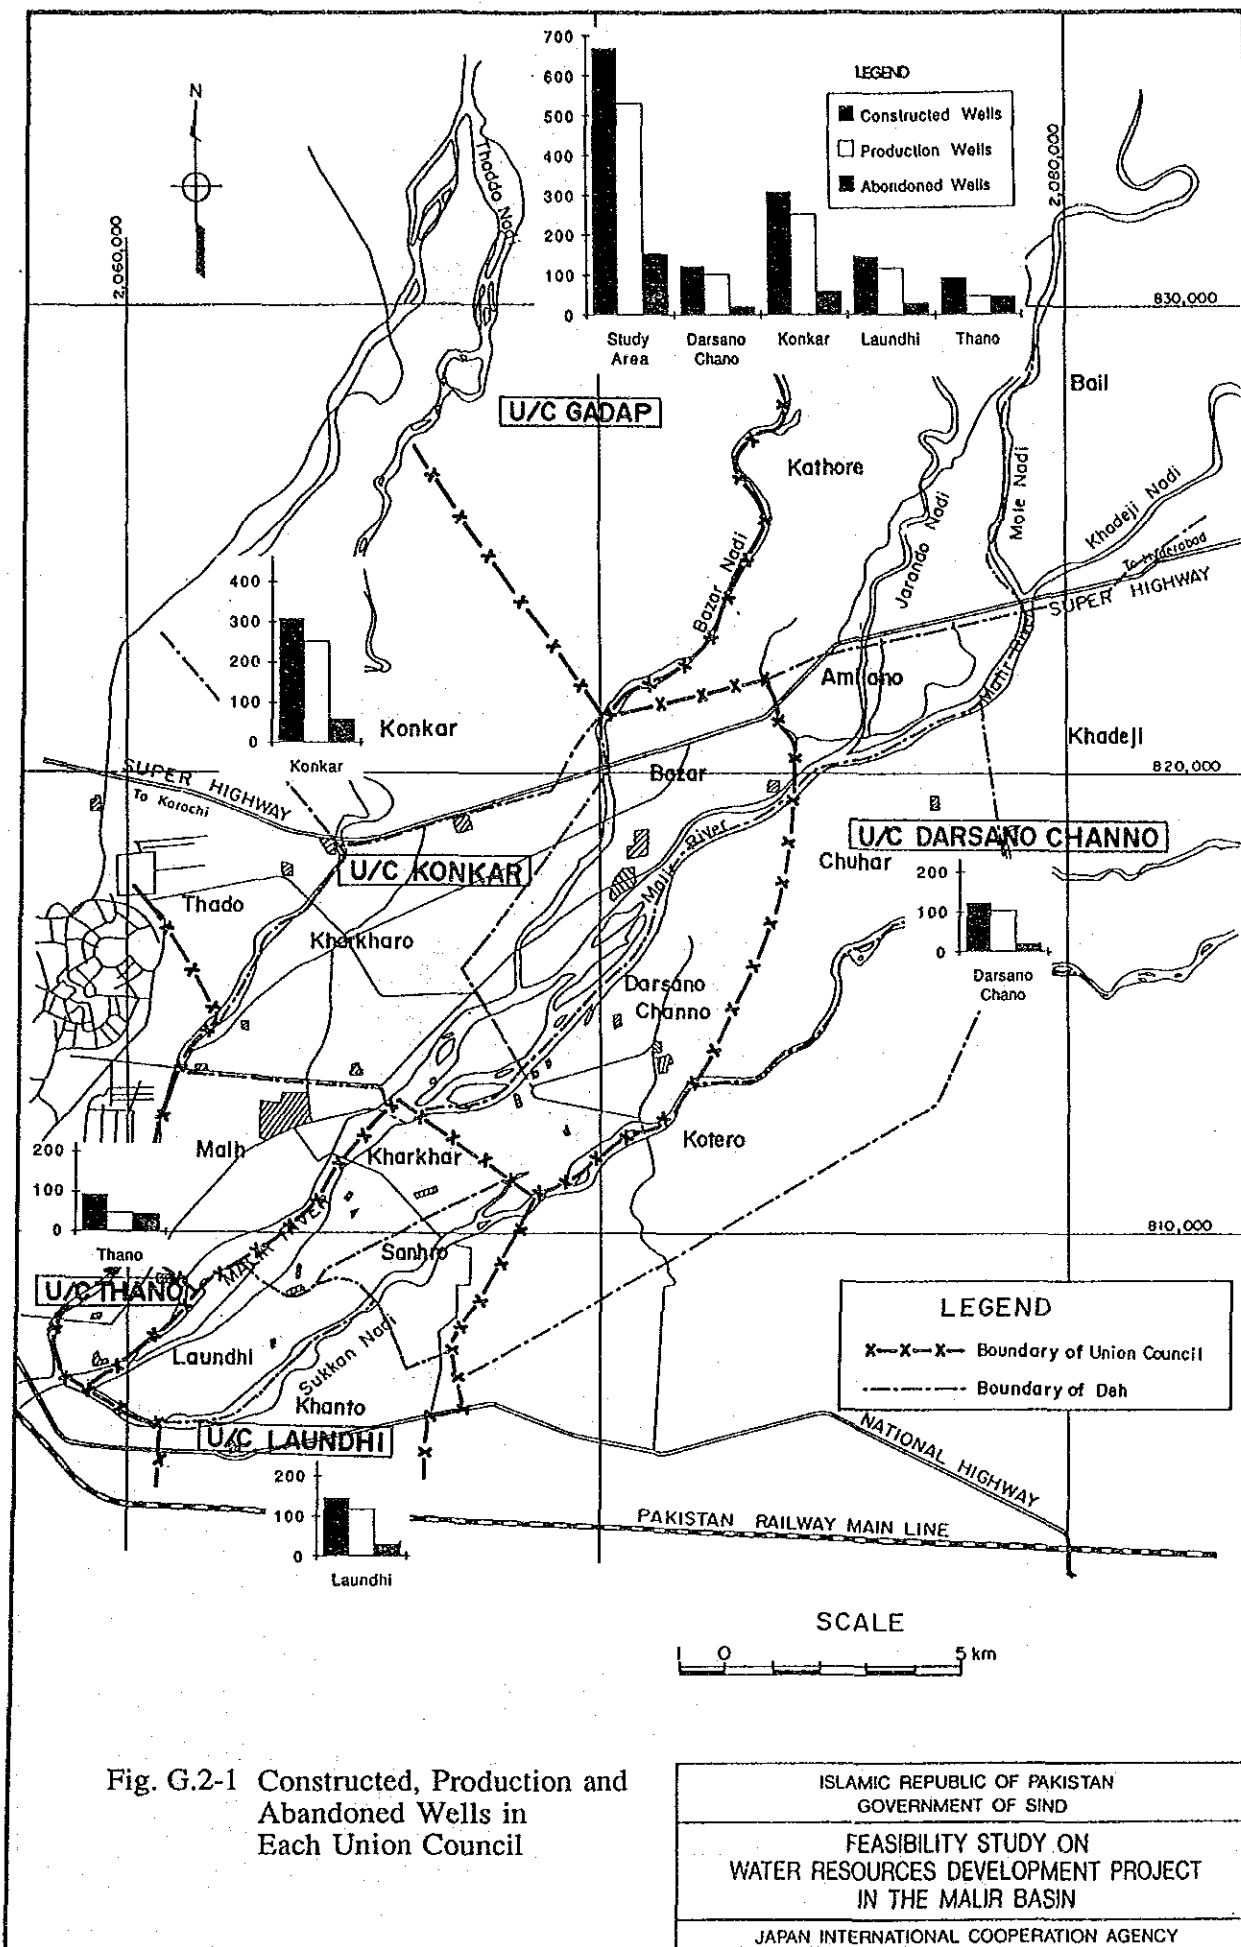 700
600
500
400
300
200
100
0
Study
Area
Darsano
Chano
Konkar
Laundhi
Thano
LEGEND
Constructed Wells
Production Wells
Abandoned Wells
N
2,060,000
2,080,000
Thaddo Nadi
830,000
Bail
U/C GADAP
Kathore
Bazar Nadi
Jarando Nadi
Mole Nadi
Khadeji Nadi
To Hyderabad
SUPER HIGHWAY
Malir River
400
300
200
100
0
Konkar
Konkar
Amilano
Khadeji
Bazar
820,000
SUPER HIGHWAY
To Karachi
U/C KONKAR
Malir River
U/C DARSANO CHANNO
Chuhar
200
100
0
Darsano
Chano
Thado
Kharkharo
Darsano
Channo
Malh
Kharkhar
Kotero
200
100
0
Thano
U/C THANO
MALIR RIVER
Sanhro
810,000
LEGEND
X—X—X— Boundary of Union Council
Boundary of Deh
Laundhi
Sukkan Nadi
Khanto
U/C LAUNDHI
NATIONAL HIGHWAY
200
100
0
Laundhi
PAKISTAN RAILWAY MAIN LINE
SCALE
1 0 5 km
Fig. G.2-1 Constructed, Production and
Abandoned Wells in
Each Union Council
ISLAMIC REPUBLIC OF PAKISTAN
GOVERNMENT OF SIND
FEASIBILITY STUDY ON
WATER RESOURCES DEVELOPMENT PROJECT
IN THE MALIR BASIN
JAPAN INTERNATIONAL COOPERATION AGENCY